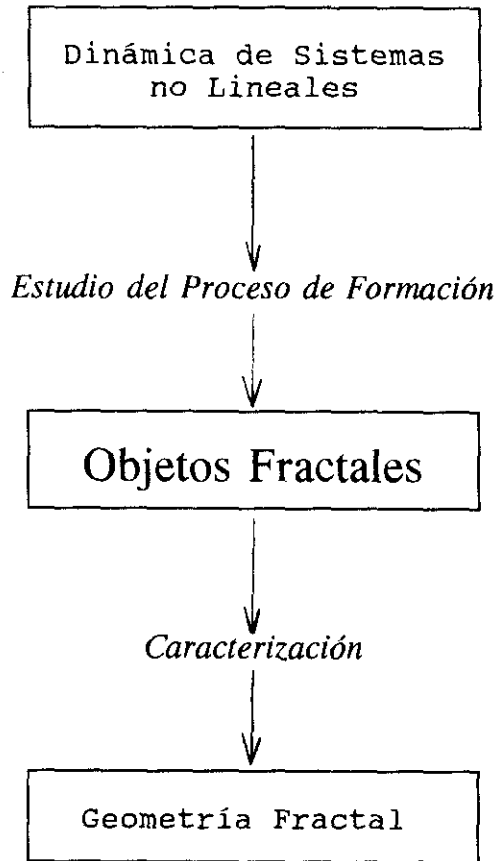 Dinámica de Sistemas
no Lineales
Estudio del Proceso de Formación
Objetos Fractales
Caracterización
Geometría Fractal